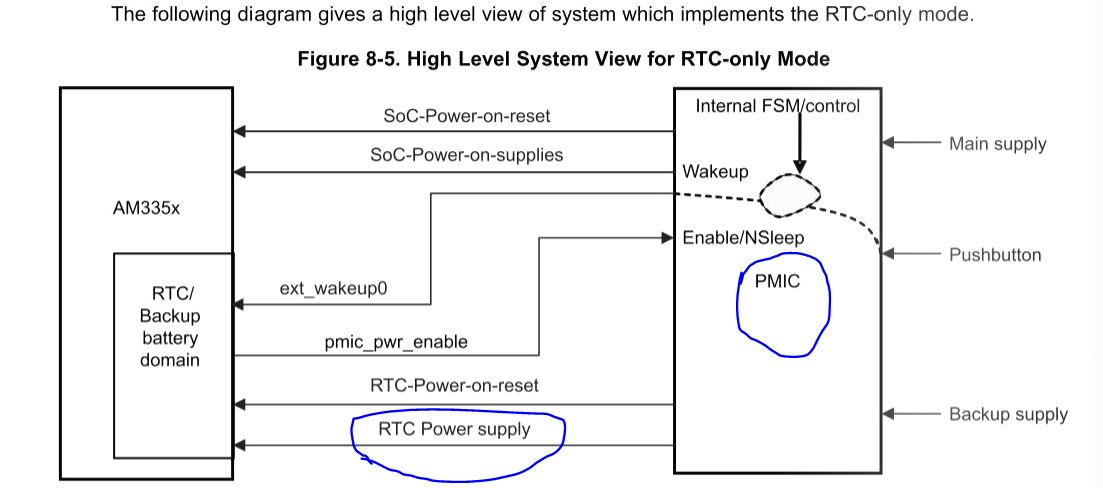 The following diagram gives a high level view of system which implements the RTC-only mode.
Figure 8-5. High Level System View for RTC-only Mode
Internal FSM/control
SoC-Power-on-reset
Main supply
SoC-Power-on-supplies
Wakeup
AM335x
Enable/NSleep
Pushbutton
PMIC
ext_wakeup0
RTC/
Backup
battery
domain
pmic_pwr_enable
RTC-Power-on-reset
Backup supply
RTC Power supply